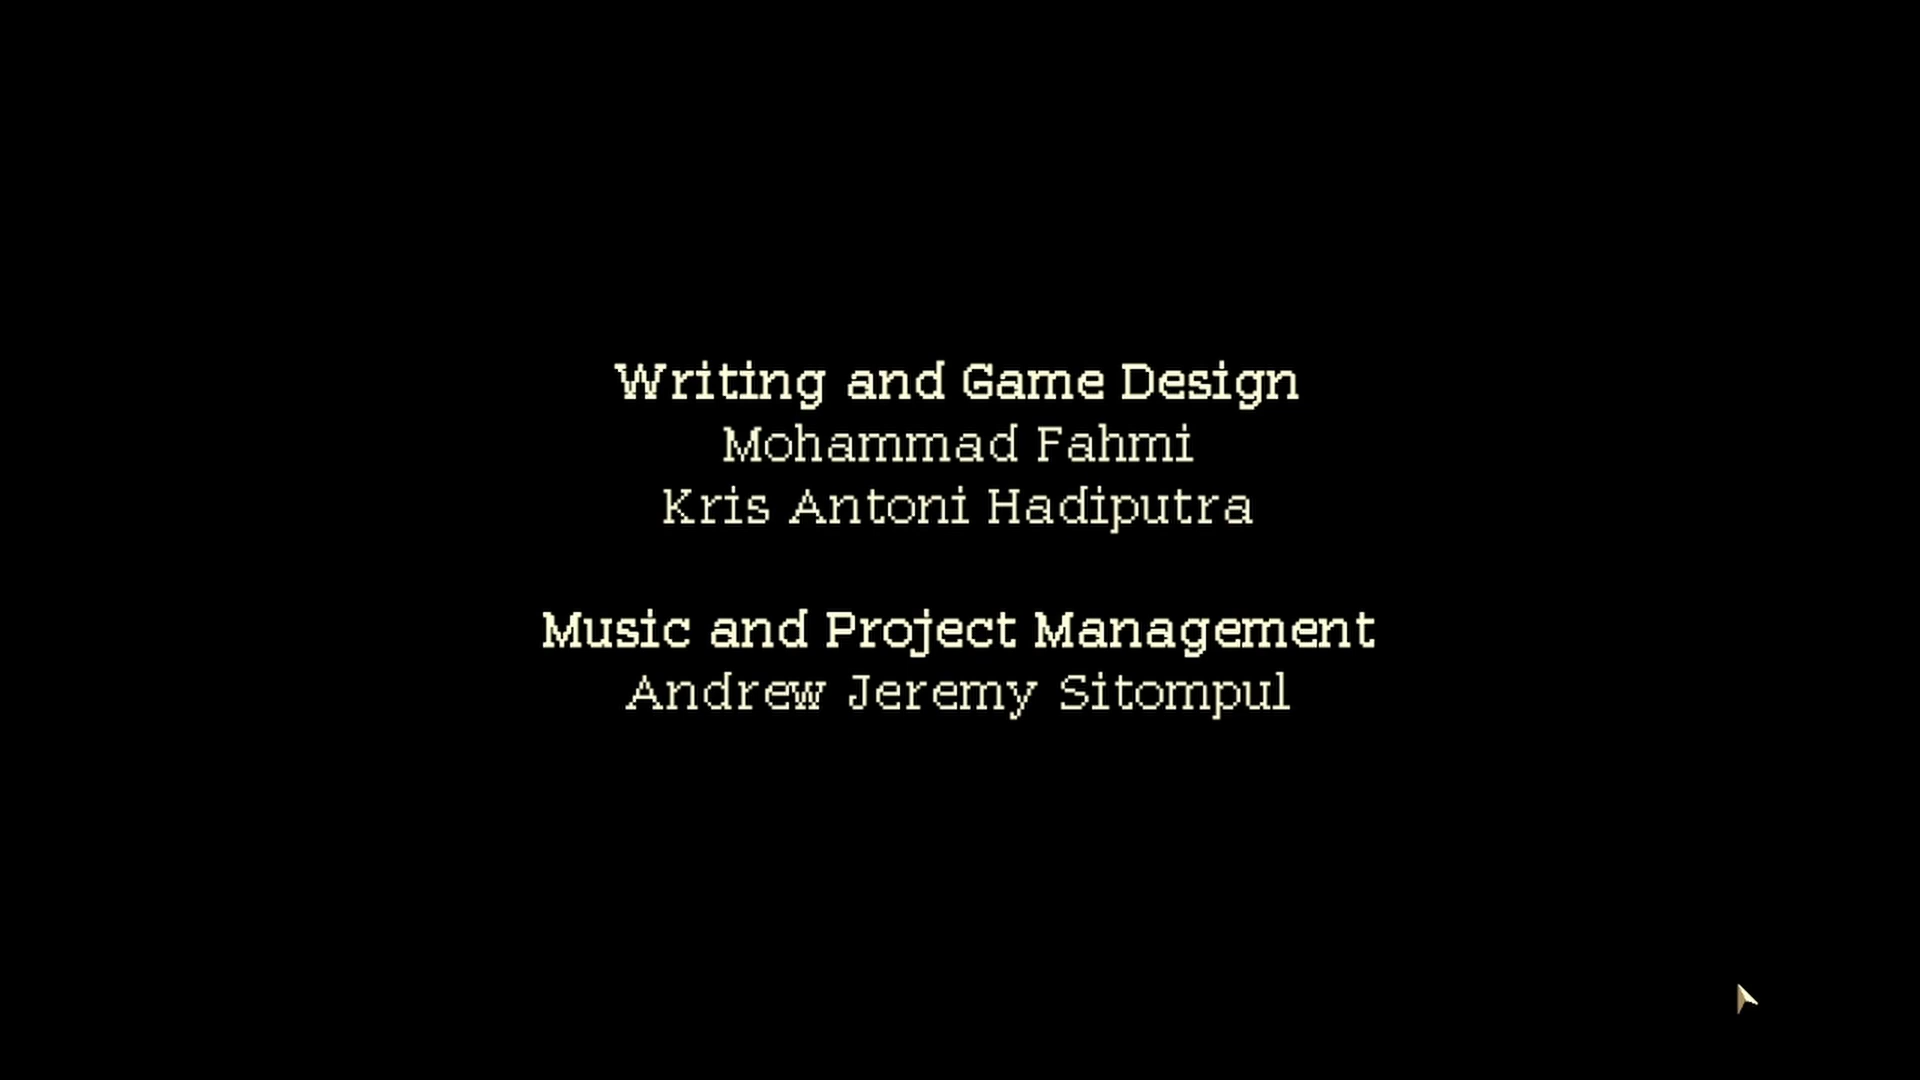 Writing and Game Design
Mohammad Fahmi
Kris Antoni Hadiputra
Music and Project Management
Andrew Jeremy Sitompul